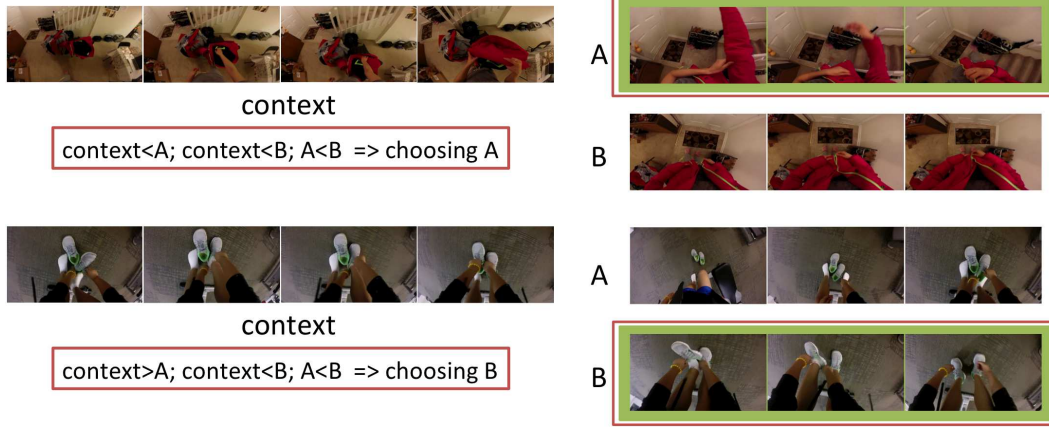 A
context
context<A; context<B; A<B => choosing A
B
A
context
context>A; context<B; A<B => choosing B
B